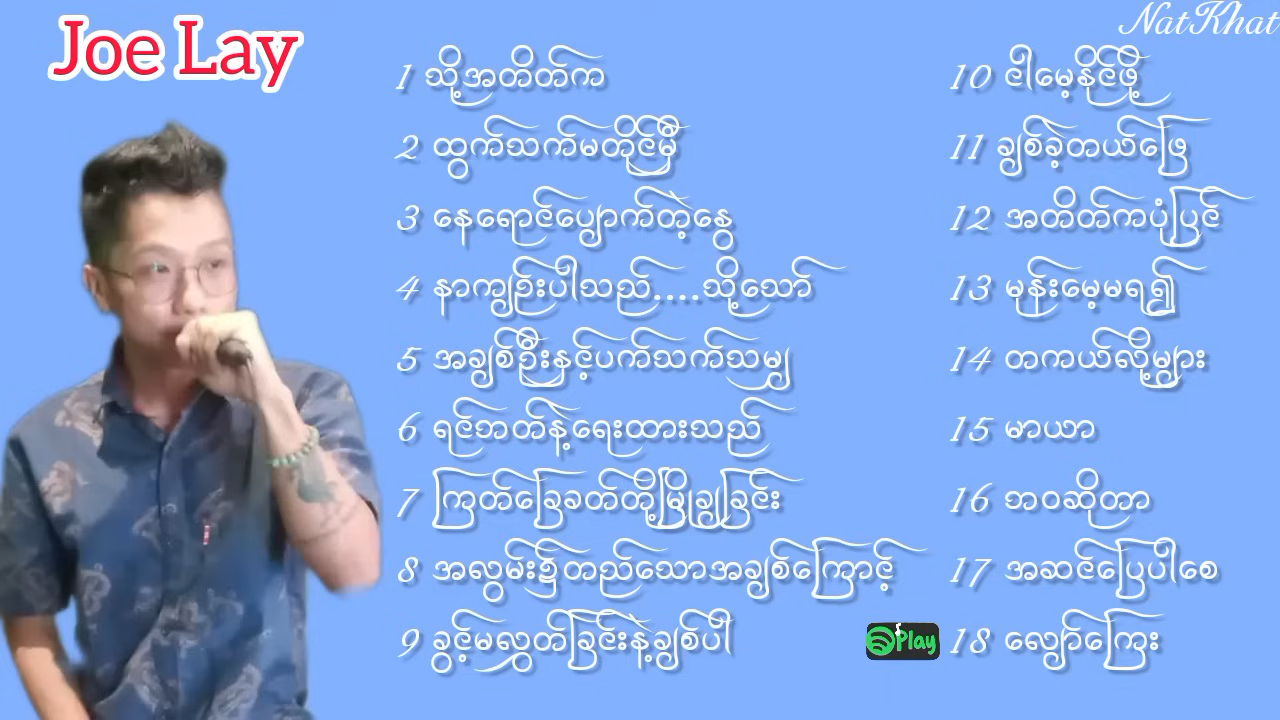 Joe Lay
NatKhat
1 သို့အတိတ်က
2 ထွက်သက်မတိုင်မှီ
3 နေရောင်ပျောက်တဲ့နွေ
4 နာကျဉ်းပါသည်....သို့သော်
5 အချစ်ဦးနှင့်ပက်သက်သမျှ
6 ရင်ဘတ်နဲ့ရေးထားသည်
7 ကြတ်ခြေခတ်တို့မြို့ချခြင်း
8 အလွမ်း၌တည်သောအချစ်ကြောင့်
9 ခွင့်မလွှတ်ခြင်းနဲ့ချစ်ပါ
10 ငါမေ့နိုင်ဖို့
11 ချစ်ခဲ့တယ်ဖြေ
12 အတိတ်ကပုံပြင်
13 မုန်းမေ့မရ၍
14 တကယ်လို့များ
15 မာယာ
16 ဘဝဆိုတာ
17 အဆင်ပြေပါစေ
Play
18 လျှော်ကြေး